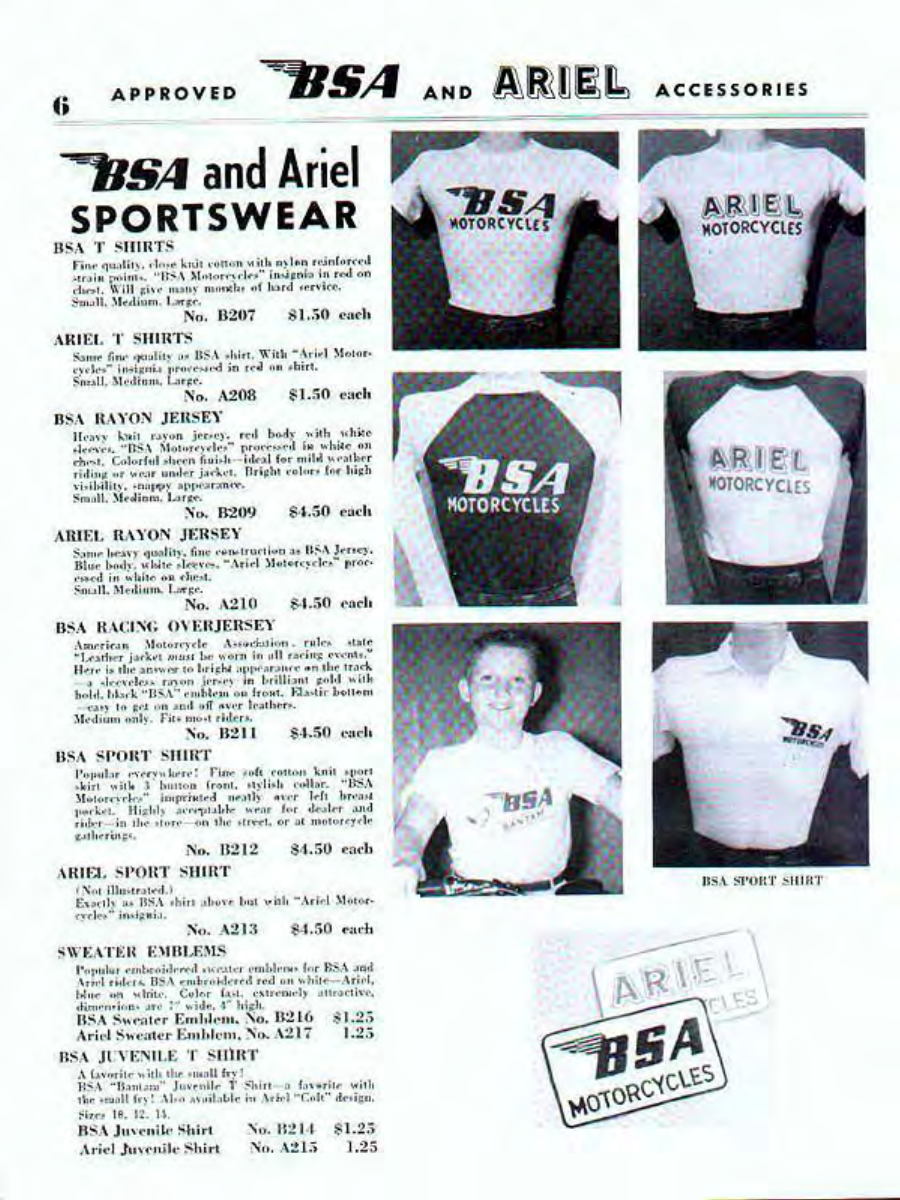 6 APPROVED BSA AND ARIEL ACCESSORIES
BSA and Ariel
SPORTSWEAR
BSA T SHIRTS
Fine quality, close knit cotton with nylon reinforced
strain points. "BSA Motorcycles" insignia in red on
chest. Will give many months of hard service.
Small, Medium, Large.
No. B207 $1.50 each
ARIEL T SHIRTS
Same fine quality as BSA shirt. With "Ariel Motor-
cycles" insignia processed in red on shirt.
Small, Medium, Large.
No. A208 $1.50 each
BSA RAYON JERSEY
Heavy knit rayon jersey, red body with white
sleeves, "BSA Motorcycles" processed in white on
chest. Colorful sheen finish—ideal for mild weather
riding or wear under jacket. Bright colors for high
visibility, snappy appearance.
Small, Medium, Large.
No. B209 $4.50 each
ARIEL RAYON JERSEY
Same heavy quality, fine construction as BSA Jersey.
Blue body, white sleeves, "Ariel Motorcycles" proc-
essed in white on chest.
Small, Medium, Large.
No. A210 $4.50 each
BSA RACING OVERJERSEY
American Motorcycle Association rules state
"Leather jacket must be worn in all racing events."
Here is the answer to bright appearance on the track
—a sleeveless rayon jersey in brilliant gold with
bold, black "BSA" emblem on front. Elastic bottom
—easy to get on and off over leathers.
Medium only. Fits most riders.
No. B211 $4.50 each
BSA SPORT SHIRT
Popular everywhere! Fine soft cotton knit sport
shirt with 3 button front, stylish collar. "BSA
Motorcycles" imprinted neatly over left breast
pocket. Highly acceptable wear for dealer and
rider—in the store—on the street, or at motorcycle
gatherings.
No. B212 $4.50 each
ARIEL SPORT SHIRT
(Not illustrated.)
Exactly as BSA shirt above but with "Ariel Motor-
cycles" insignia.
No. A213 $4.50 each
SWEATER EMBLEMS
Popular embroidered sweater emblems for BSA and
Ariel riders. BSA embroidered red on white—Ariel,
blue on white. Color fast, extremely attractive,
dimensions are 7" wide, 4" high.
BSA Sweater Emblem, No. B216 $1.25
Ariel Sweater Emblem, No. A217 1.25
BSA JUVENILE T SHIRT
A favorite with the small fry!
BSA "Bantam" Juvenile T Shirt—a favorite with
the small fry! Also available in Ariel "Colt" design.
Sizes 10, 12, 14.
BSA Juvenile Shirt No. B214 $1.25
Ariel Juvenile Shirt No. A215 1.25
BSA
MOTORCYCLES
ARIEL
MOTORCYCLES
BSA
MOTORCYCLES
ARIEL
MOTORCYCLES
BSA
BANTAM
BSA
MOTORCYCLES
BSA SPORT SHIRT
ARIEL
CYCLES
BSA
MOTORCYCLES